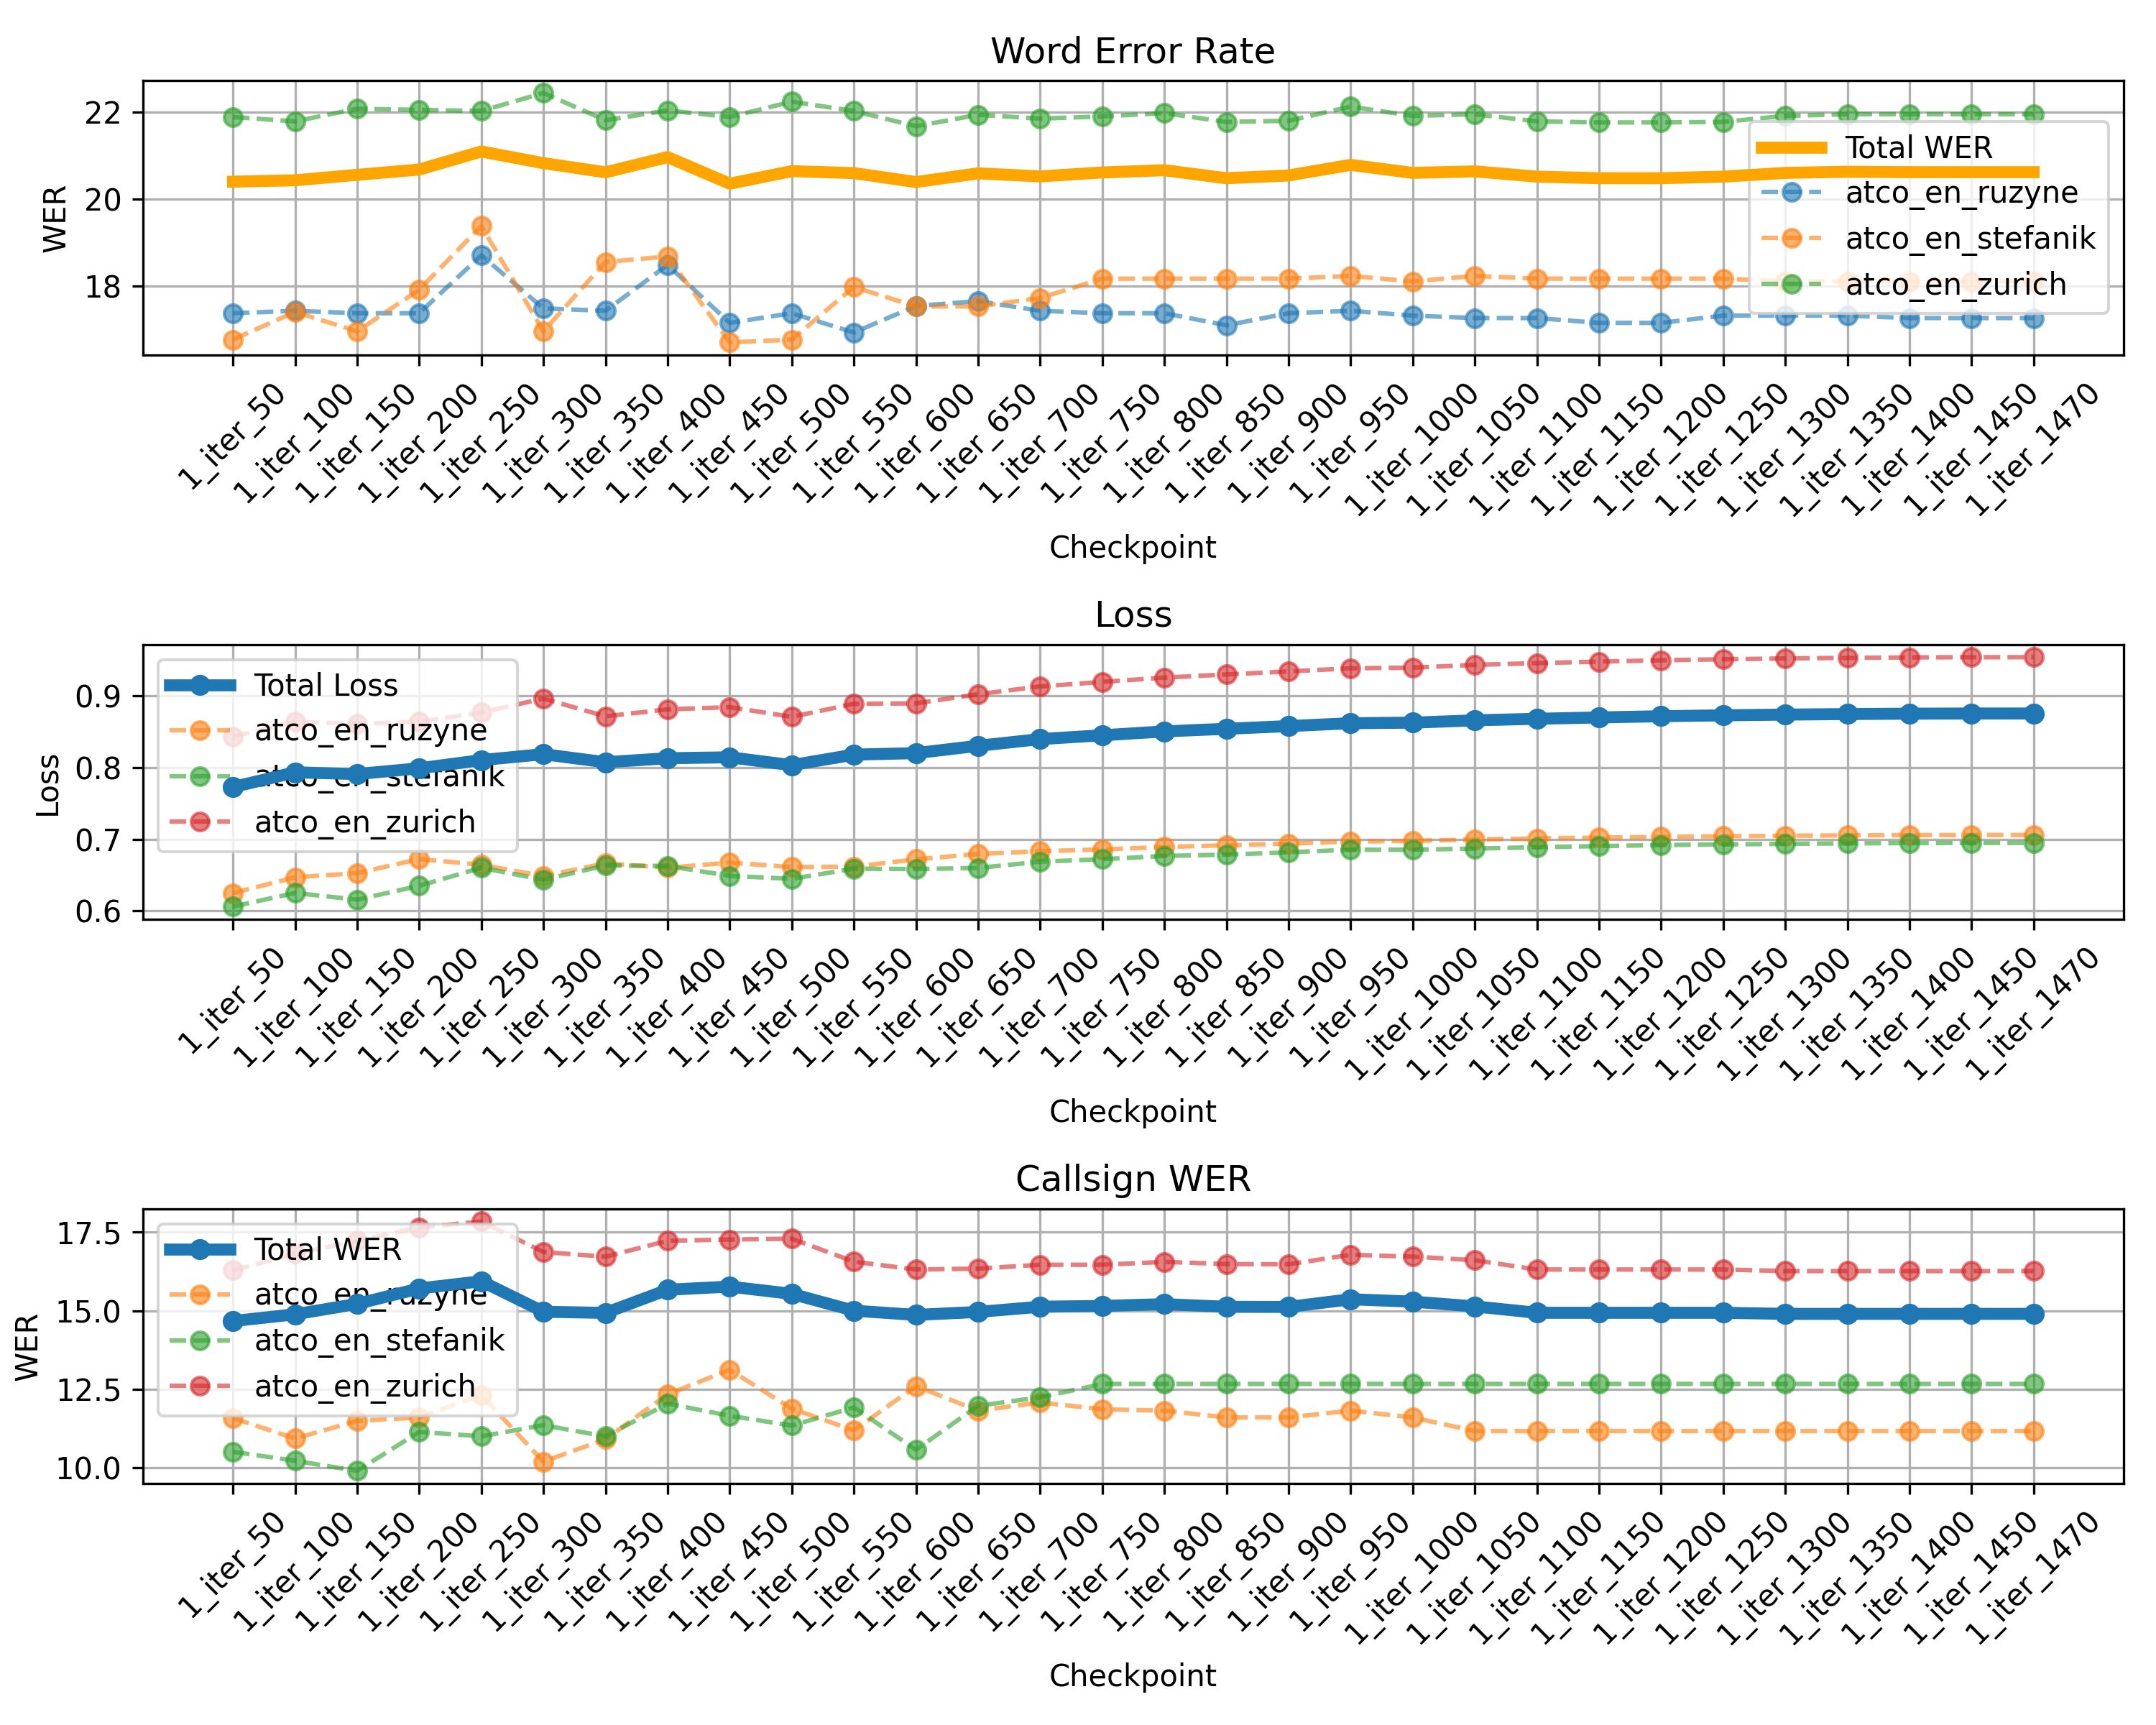 Word Error Rate
WER
22
20
18
Total WER
atco_en_ruzyne
atco_en_stefanik
atco_en_zurich
1_iter_50
1_iter_100
1_iter_150
1_iter_200
1_iter_250
1_iter_300
1_iter_350
1_iter_400
1_iter_450
1_iter_500
1_iter_550
1_iter_600
1_iter_650
1_iter_700
1_iter_750
1_iter_800
1_iter_850
1_iter_900
1_iter_950
1_iter_1000
1_iter_1050
1_iter_1100
1_iter_1150
1_iter_1200
1_iter_1250
1_iter_1300
1_iter_1350
1_iter_1400
1_iter_1450
1_iter_1470
Checkpoint
Loss
Loss
0.9
0.8
0.7
0.6
Total Loss
atco_en_ruzyne
atco_en_stefanik
atco_en_zurich
1_iter_50
1_iter_100
1_iter_150
1_iter_200
1_iter_250
1_iter_300
1_iter_350
1_iter_400
1_iter_450
1_iter_500
1_iter_550
1_iter_600
1_iter_650
1_iter_700
1_iter_750
1_iter_800
1_iter_850
1_iter_900
1_iter_950
1_iter_1000
1_iter_1050
1_iter_1100
1_iter_1150
1_iter_1200
1_iter_1250
1_iter_1300
1_iter_1350
1_iter_1400
1_iter_1450
1_iter_1470
Checkpoint
Callsign WER
WER
17.5
15.0
12.5
10.0
Total WER
atco_en_ruzyne
atco_en_stefanik
atco_en_zurich
1_iter_50
1_iter_100
1_iter_150
1_iter_200
1_iter_250
1_iter_300
1_iter_350
1_iter_400
1_iter_450
1_iter_500
1_iter_550
1_iter_600
1_iter_650
1_iter_700
1_iter_750
1_iter_800
1_iter_850
1_iter_900
1_iter_950
1_iter_1000
1_iter_1050
1_iter_1100
1_iter_1150
1_iter_1200
1_iter_1250
1_iter_1300
1_iter_1350
1_iter_1400
1_iter_1450
1_iter_1470
Checkpoint